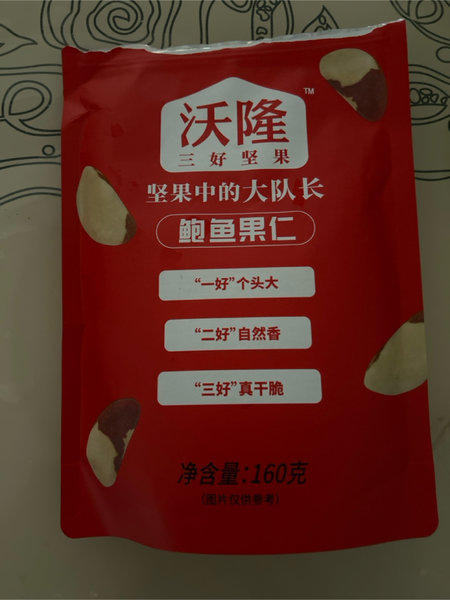 沃隆™
三好坚果
坚果中的大队长
鲍鱼果仁
“一好”个头大
“二好”自然香
“三好”真干脆
净含量:160克
(图片仅供参考)